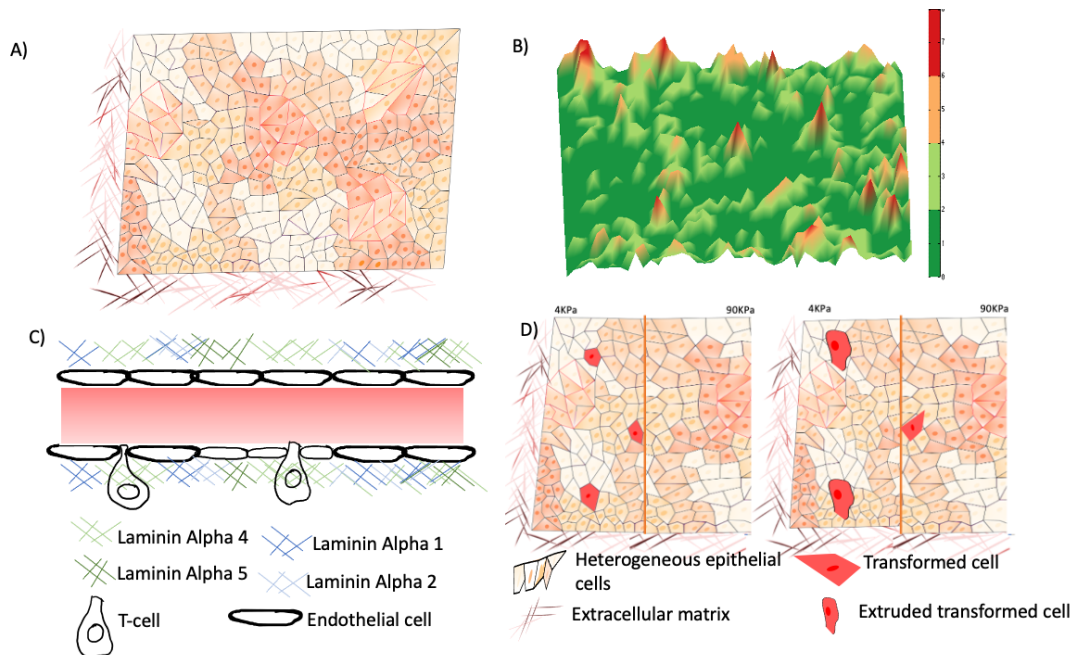 A)
B)
7
6
5
4
3
2
1
0
C)
D)
4KPa
90KPa
4KPa
90KPa
Laminin Alpha 4
Laminin Alpha 1
Laminin Alpha 5
Laminin Alpha 2
T-cell
Endothelial cell
Heterogeneous epithelial
cells
Transformed cell
Extracellular matrix
Extruded transformed cell